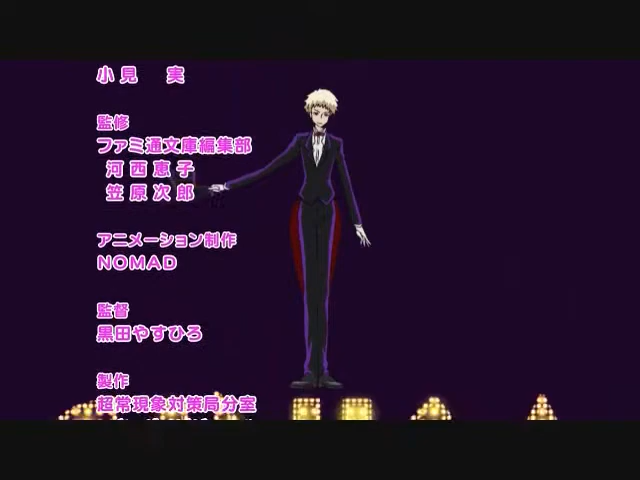 小見　実
監修
ファミ通文庫編集部
河西恵子
笠原次郎
アニメーション制作
NOMAD
監督
黒田やすひろ
製作
超常現象対策局分室